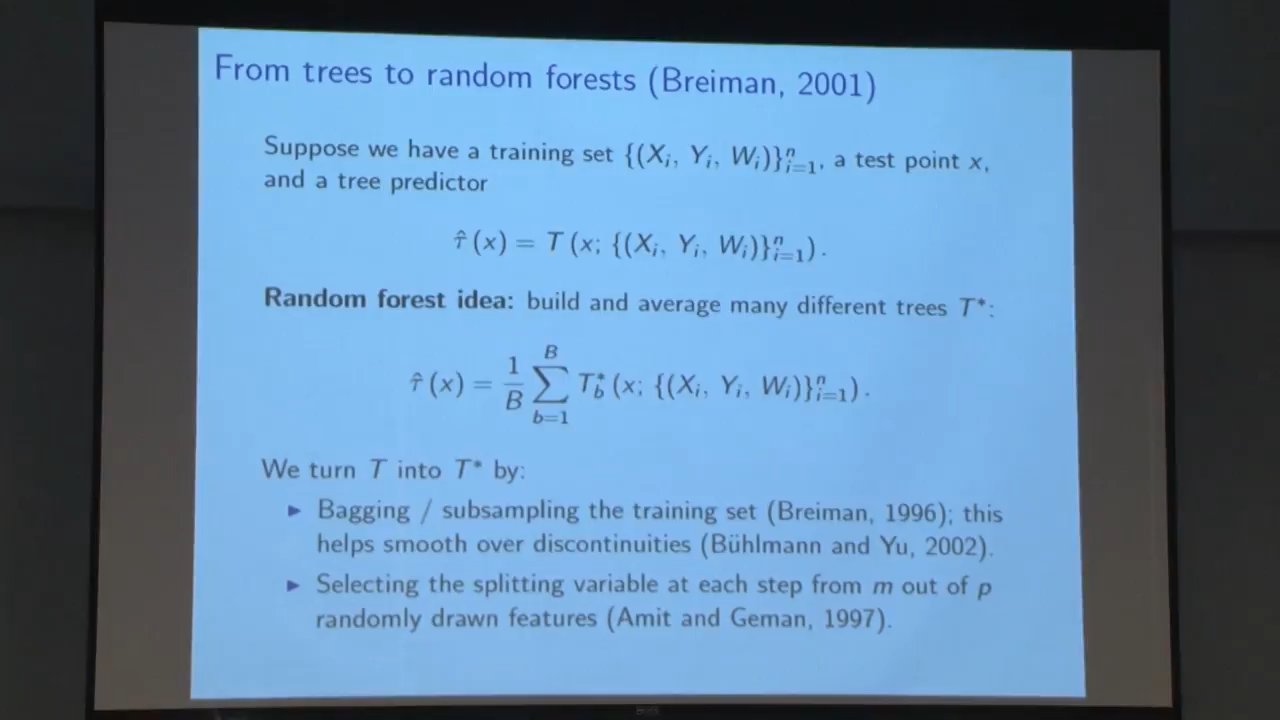 From trees to random forests (Breiman, 2001)
Suppose we have a training set {(Xᵢ, Yᵢ, Wᵢ)}ⁿᵢ₌₁, a test point x,
and a tree predictor
τ̂(x) = T(x; {(Xᵢ, Yᵢ, Wᵢ)}ⁿᵢ₌₁).
Random forest idea: build and average many different trees T*:
τ̂(x) = 1/B ∑_{b=1}^{B} T*_b(x; {(Xᵢ, Yᵢ, Wᵢ)}ⁿᵢ₌₁).
We turn T into T* by:
▶ Bagging / subsampling the training set (Breiman, 1996); this
helps smooth over discontinuities (Bühlmann and Yu, 2002).
▶ Selecting the splitting variable at each step from m out of p
randomly drawn features (Amit and Geman, 1997).